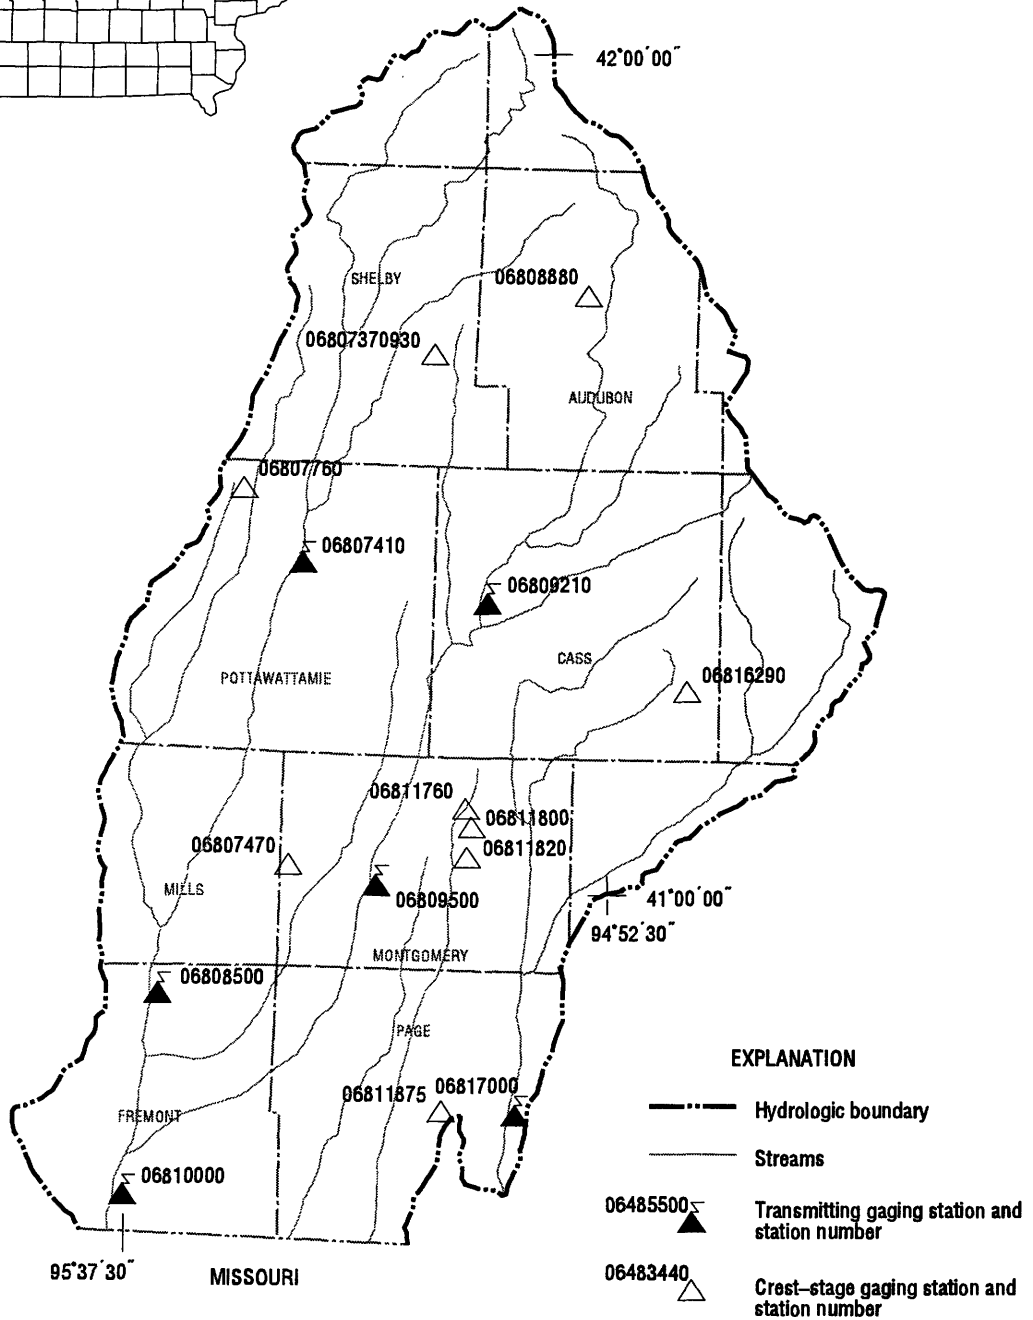 42°00'00"
SHELBY
06808880
06807370930
AUDUBON
06807760
06807410
06809210
CASS
06816290
POTTAWATTAMIE
06811760
06811800
06811820
06807470
MILLS
06809500
41°00'00"
94°52'30"
MONTGOMERY
06808500
PAGE
06811875 06817000
FREMONT
06810000
95°37'30"
MISSOURI
EXPLANATION
Hydrologic boundary
Streams
06485500 Transmitting gaging station and
station number
06483440 Crest–stage gaging station and
station number